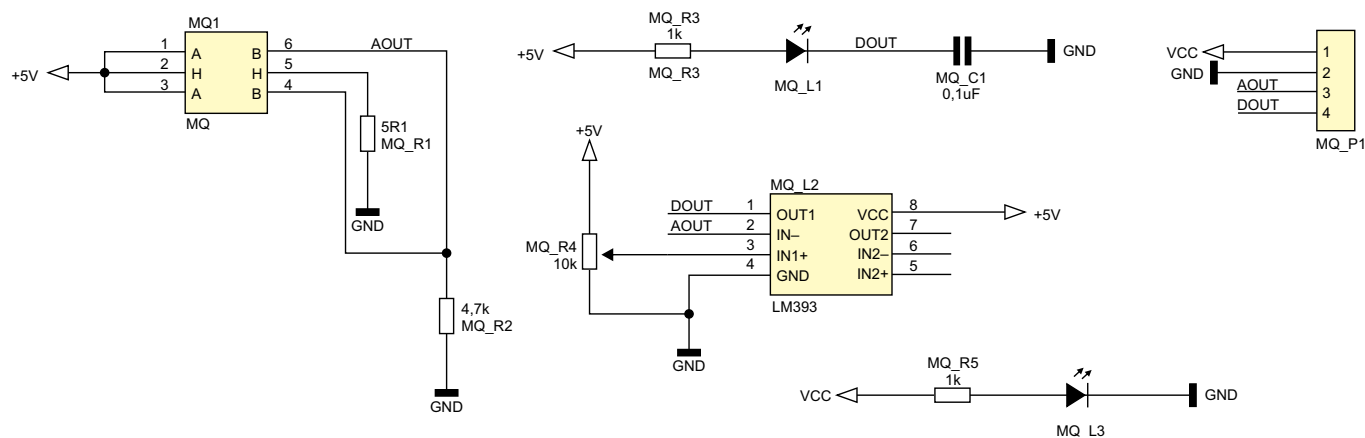 MQ1
+5V
1 A B 6 AOUT
2 H H 5
3 A B 4
MQ
5R1
MQ_R1
GND
4,7k
MQ_R2
GND
MQ_R3
1k
+5V
MQ_R3
MQ_L1
DOUT
MQ_C1
0,1uF
GND
VCC 1
GND 2
AOUT 3
DOUT 4
MQ_P1
+5V
MQ_R4
10k
MQ_L2
DOUT 1 OUT1 VCC 8 +5V
AOUT 2 IN– OUT2 7
3 IN1+ IN2– 6
4 GND IN2+ 5
LM393
GND
MQ_R5
1k
VCC
GND
MQ_L3